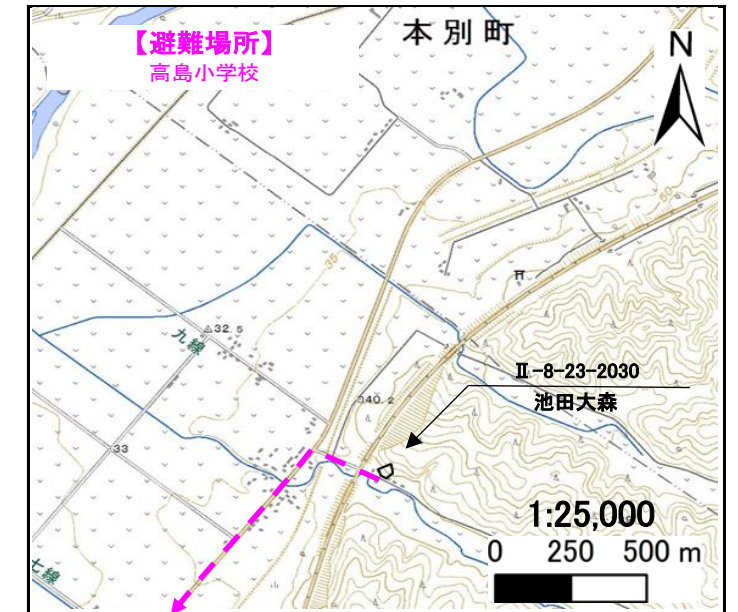 【避難場所】
高島小学校
本別町
N
50
35
32.5
九線
40.2
Ⅱ-8-23-2030
池田大森
33
七線
1:25,000
0 250 500 m